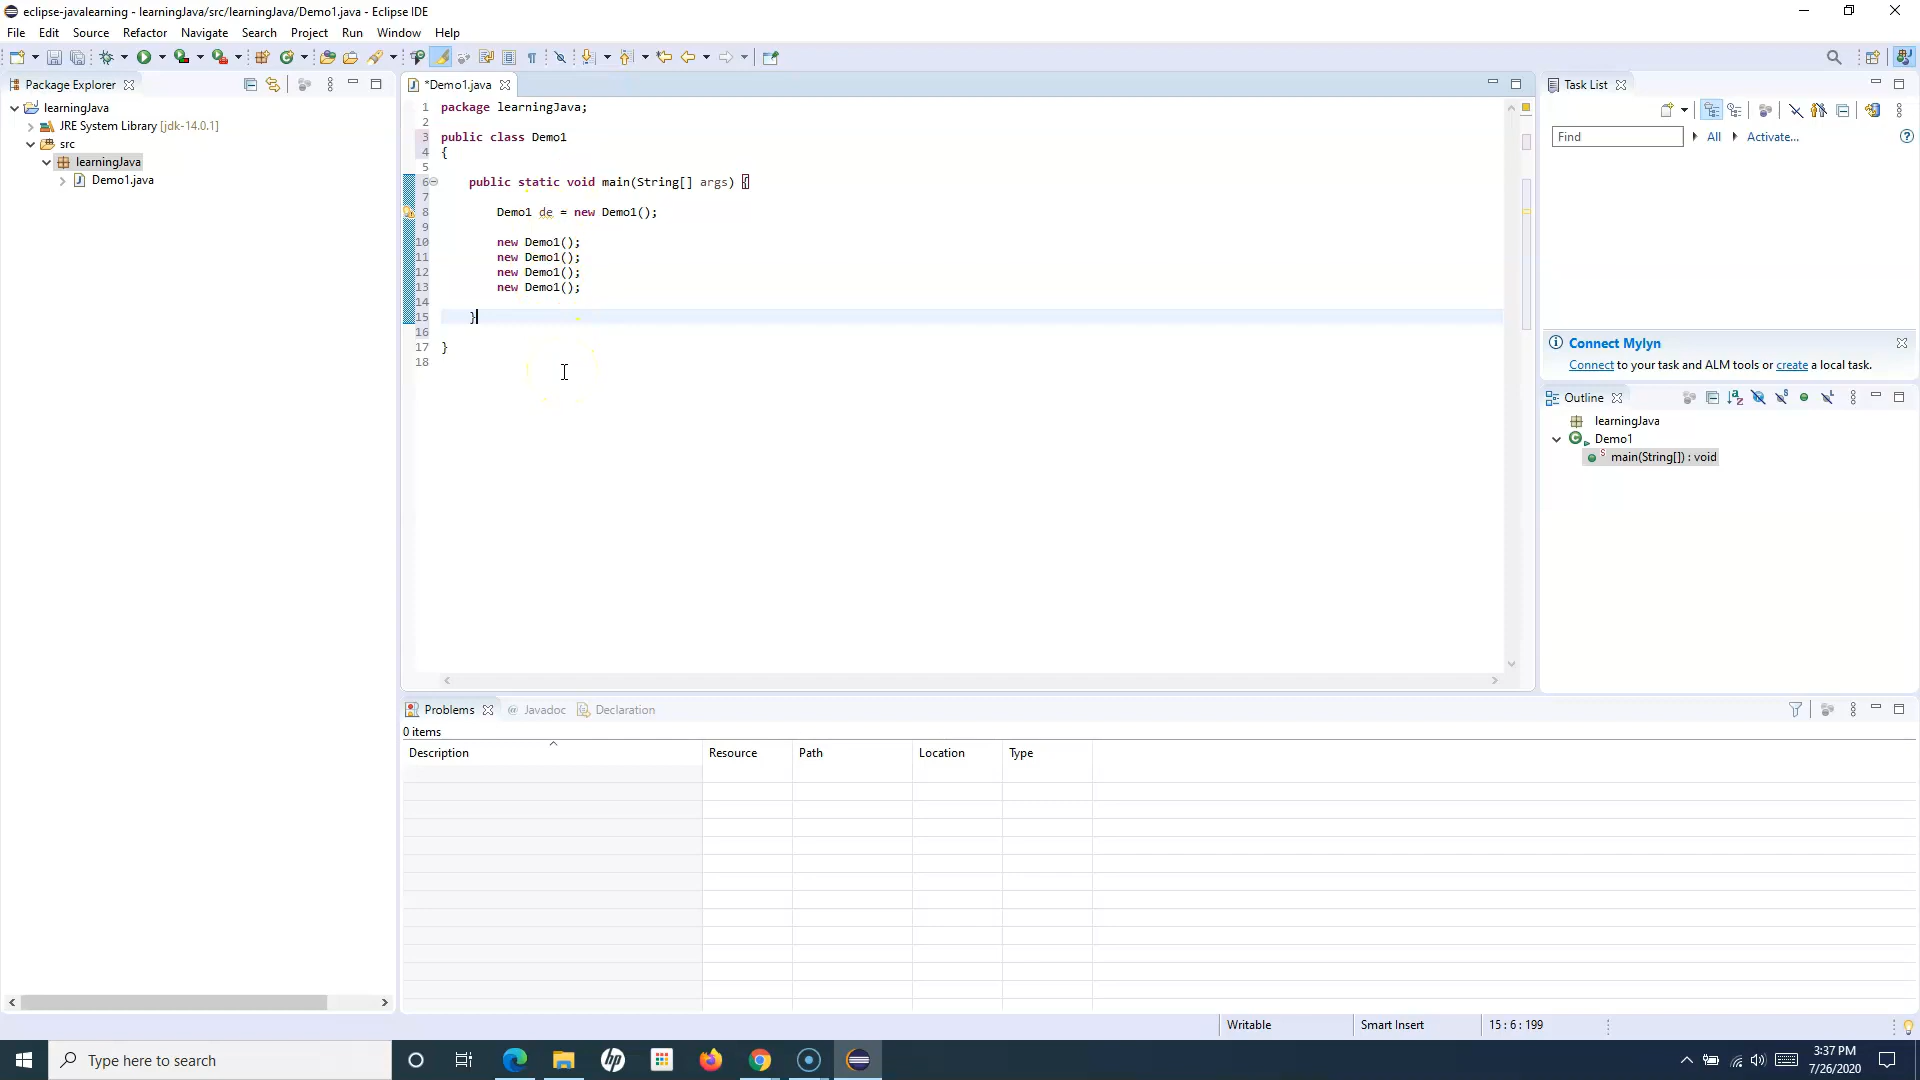 eclipse-javalearning - learningJava/src/learningJava/Demo1.java - Eclipse IDE
File Edit Source Refactor Navigate Search Project Run Window Help
Package Explorer
learningJava
JRE System Library [jdk-14.0.1]
src
learningJava
Demo1.java
*Demo1.java
1 package learningJava;
2
3 public class Demo1
4 {
5
6 public static void main(String[] args) {
7
8 Demo1 de = new Demo1();
9
10 new Demo1();
11 new Demo1();
12 new Demo1();
13 new Demo1();
14
15 }
16
17 }
18
Task List
Find All Activate...
Connect Mylyn
Connect to your task and ALM tools or create a local task.
Outline
learningJava
Demo1
main(String[]) : void
Problems @ Javadoc Declaration
0 items
Description Resource Path Location Type
Writable Smart Insert 15 : 6 : 199
Type here to search
hp
3:37 PM
7/26/2020